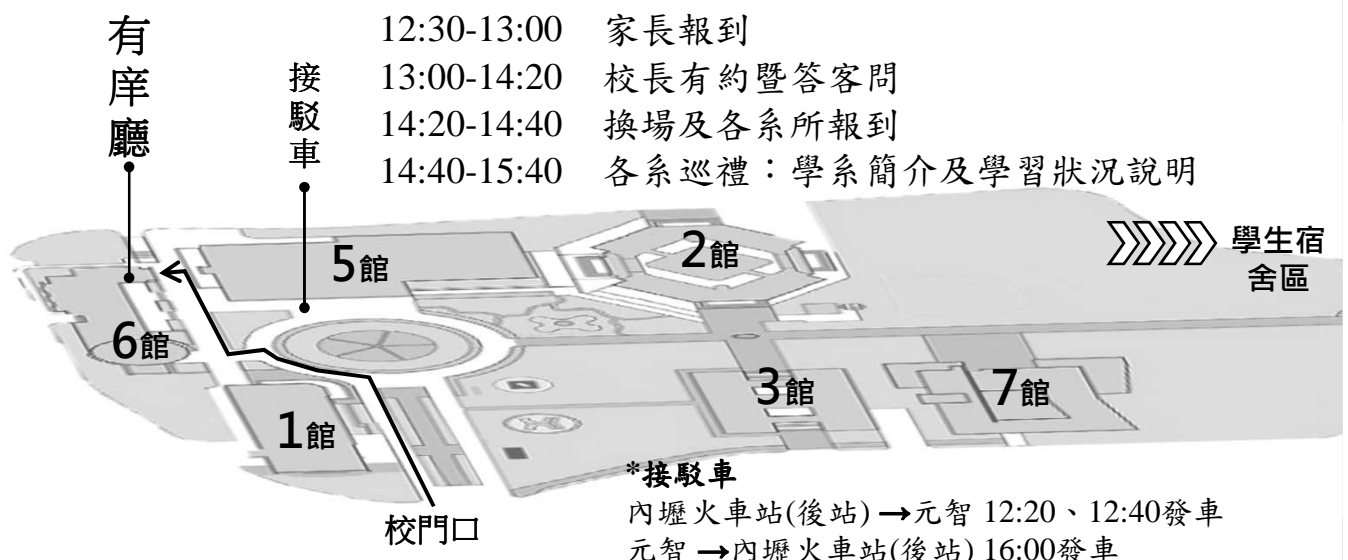 有庠廳
接駁車
12:30-13:00 家長報到
13:00-14:20 校長有約暨答客問
14:20-14:40 換場及各系所報到
14:40-15:40 各系巡禮：學系簡介及學習狀況說明
5館
2館
學生宿
舍區
6館
1館
3館
7館
校門口
*接駁車
內壢火車站(後站) →元智 12:20、12:40發車
元智 →內壢火車站(後站) 16:00發車